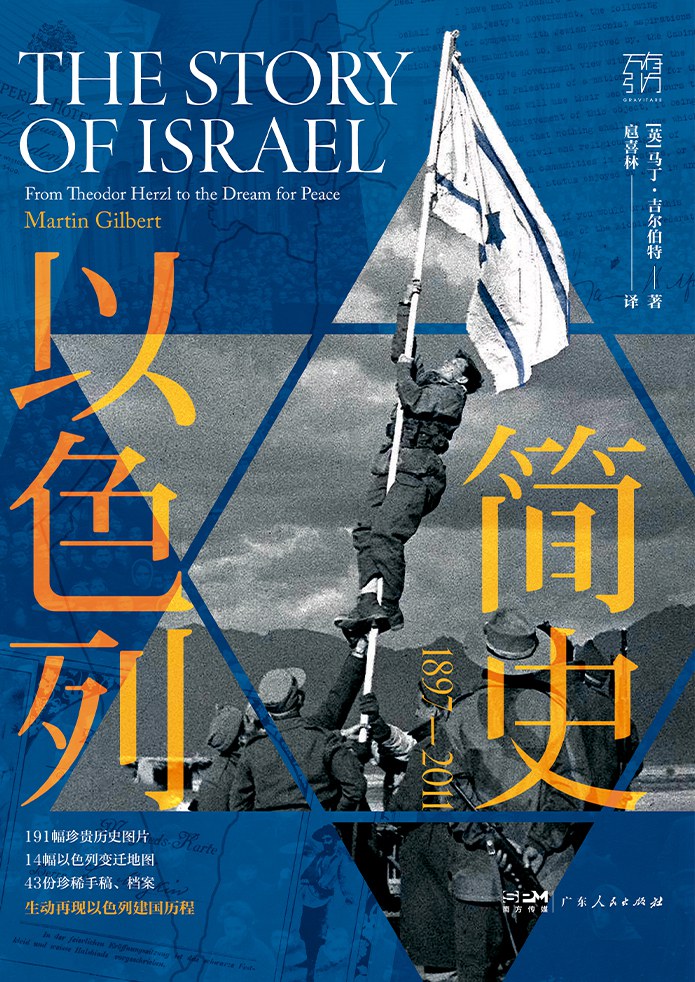 THE STORY
OF ISRAEL
From Theodor Herzl to the Dream for Peace
Martin Gilbert
万有引力
GRAVITARE
[英]马丁·吉尔伯特——著
扈喜林——译
以色列
简史
1897—2011
191幅珍贵历史图片
14幅以色列变迁地图
43份珍稀手稿、档案
生动再现以色列建国历程
SPM
南方传媒
广东人民出版社